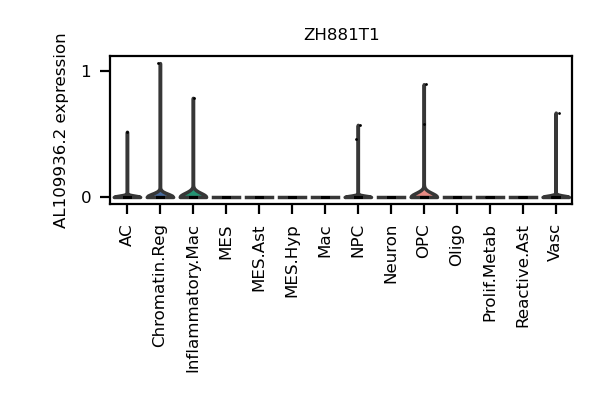 ZH881T1
AL109936.2 expression
1
0
AC
Chromatin.Reg
Inflammatory.Mac
MES
MES.Ast
MES.Hyp
Mac
NPC
Neuron
OPC
Oligo
Prolif.Metab
Reactive.Ast
Vasc